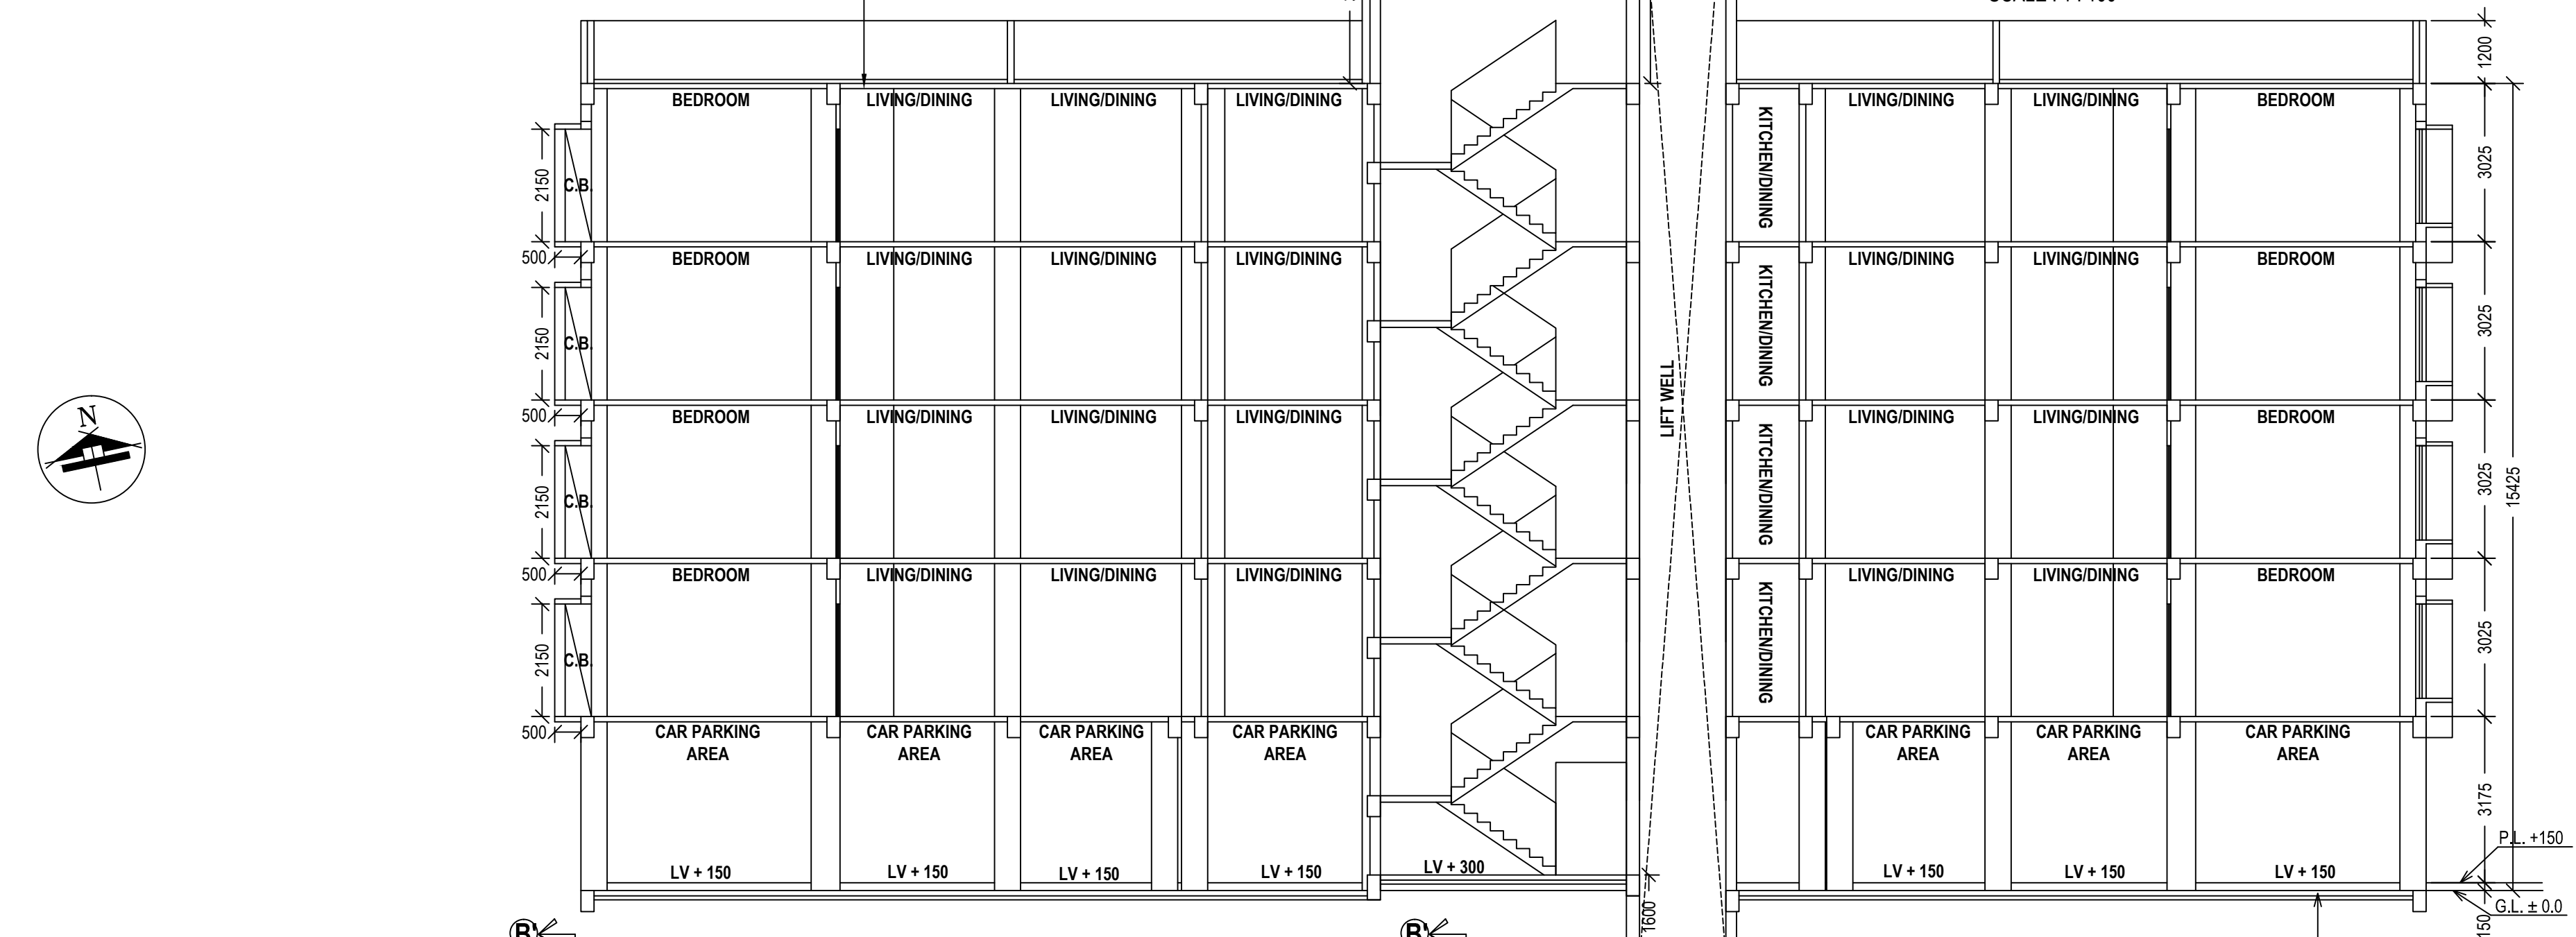 1200
BEDROOM LIVING/DINING LIVING/DINING LIVING/DINING KITCHEN/DINING LIVING/DINING LIVING/DINING BEDROOM
2150 C.B. 3025
500 BEDROOM LIVING/DINING LIVING/DINING LIVING/DINING KITCHEN/DINING LIVING/DINING LIVING/DINING BEDROOM
2150 C.B. 3025
N
LIFT WELL
500 BEDROOM LIVING/DINING LIVING/DINING LIVING/DINING KITCHEN/DINING LIVING/DINING LIVING/DINING BEDROOM
2150 C.B. 3025 15425
500 BEDROOM LIVING/DINING LIVING/DINING LIVING/DINING KITCHEN/DINING LIVING/DINING LIVING/DINING BEDROOM
2150 C.B. 3025
500 CAR PARKING CAR PARKING CAR PARKING CAR PARKING CAR PARKING CAR PARKING CAR PARKING
AREA AREA AREA AREA AREA AREA AREA
3175
P.L. +150
LV + 150 LV + 150 LV + 150 LV + 150 LV + 300 LV + 150 LV + 150 LV + 150
G.L. ± 0.0
1600 150
B' B'